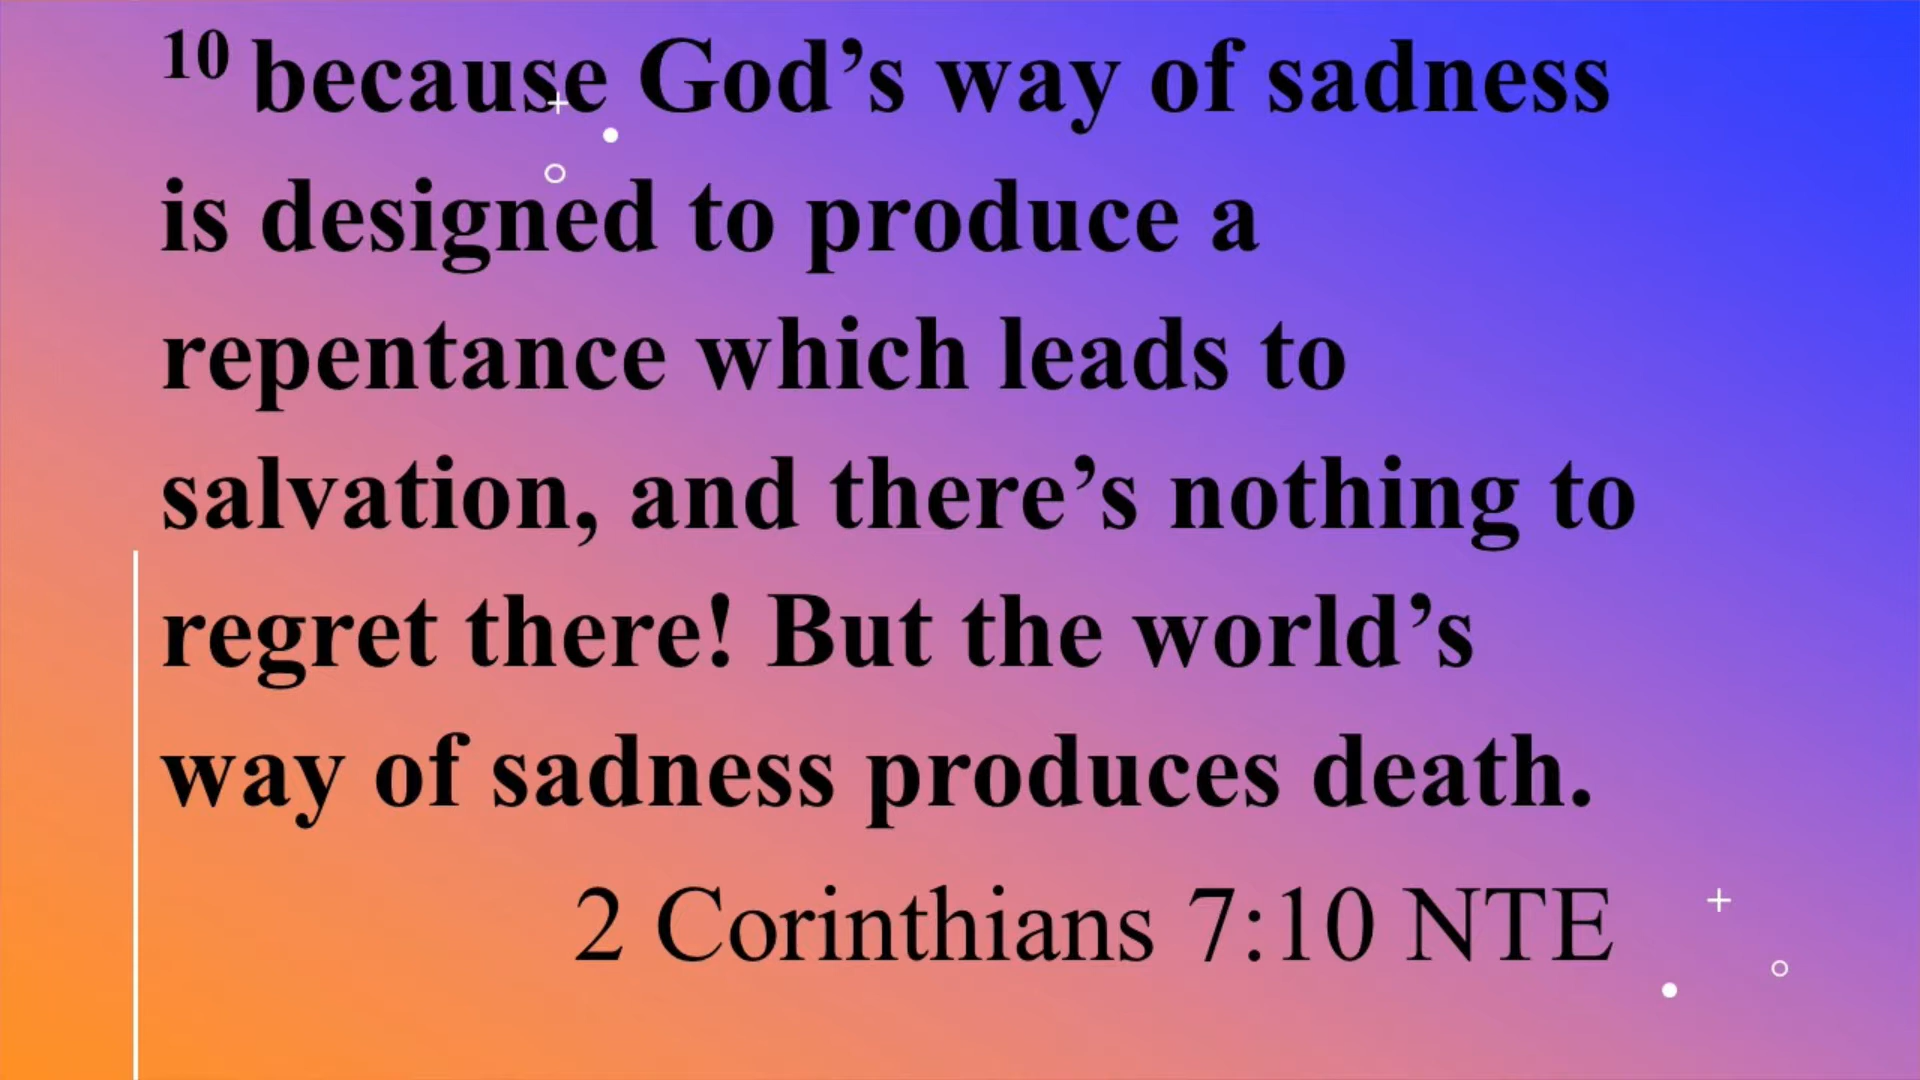 10 because God’s way of sadness
is designed to produce a
repentance which leads to
salvation, and there’s nothing to
regret there! But the world’s
way of sadness produces death.
2 Corinthians 7:10 NTE